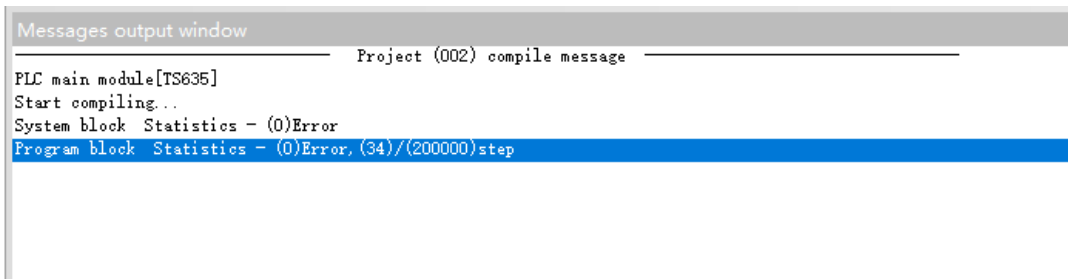 Messages output window
Project (002) compile message
PLC main module[TS635]
Start compiling...
System block  Statistics - (0)Error
Program block  Statistics - (0)Error,(34)/(200000)step